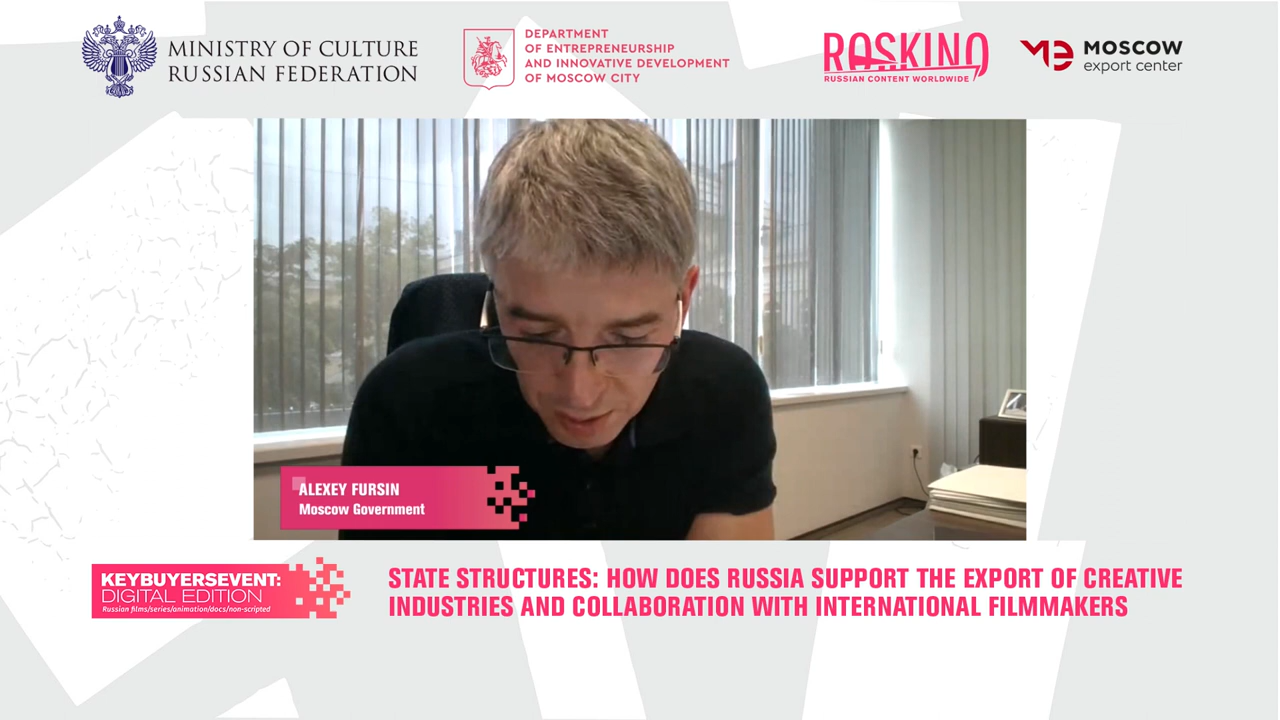 MINISTRY OF CULTURE
RUSSIAN FEDERATION
DEPARTMENT
OF ENTREPRENEURSHIP
AND INNOVATIVE DEVELOPMENT
OF MOSCOW CITY
ROSKINO
RUSSIAN CONTENT WORLDWIDE
MOSCOW
export center
ALEXEY FURSIN
Moscow Government
KEYBUYERSEVENT:
DIGITAL EDITION
Russian films/series/animation/docs/non-scripted
STATE STRUCTURES: HOW DOES RUSSIA SUPPORT THE EXPORT OF CREATIVE
INDUSTRIES AND COLLABORATION WITH INTERNATIONAL FILMMAKERS